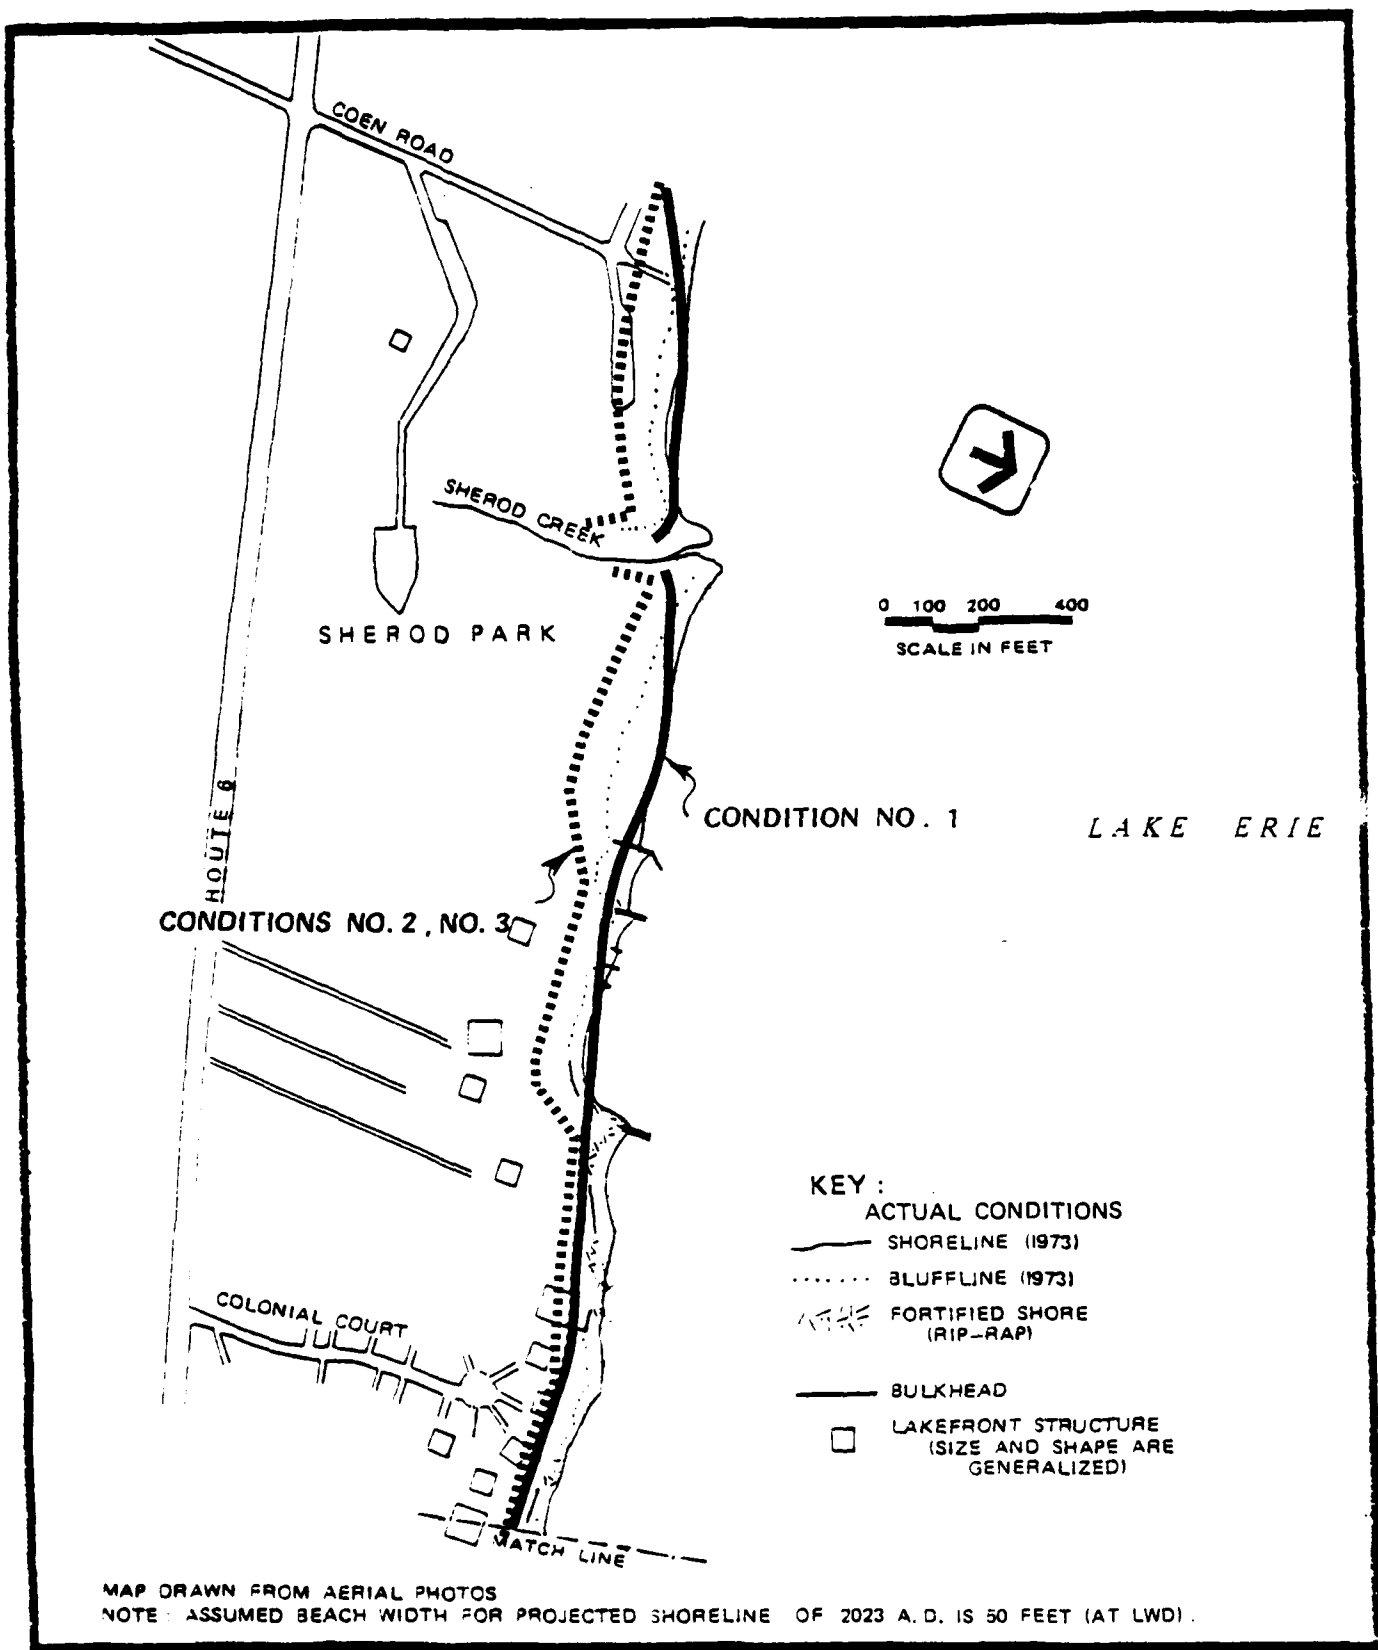 COEN ROAD
SHEROD CREEK
SHEROD PARK
0 100 200 400
SCALE IN FEET
CONDITION NO. 1
LAKE ERIE
ROUTE 6
CONDITIONS NO. 2, NO. 3
KEY :
ACTUAL CONDITIONS
SHORELINE (1973)
BLUFFLINE (1973)
FORTIFIED SHORE
(RIP-RAP)
BULKHEAD
LAKEFRONT STRUCTURE
(SIZE AND SHAPE ARE
GENERALIZED)
COLONIAL COURT
MATCH LINE
MAP DRAWN FROM AERIAL PHOTOS
NOTE : ASSUMED BEACH WIDTH FOR PROJECTED SHORELINE OF 2023 A.D. IS 50 FEET (AT LWD).